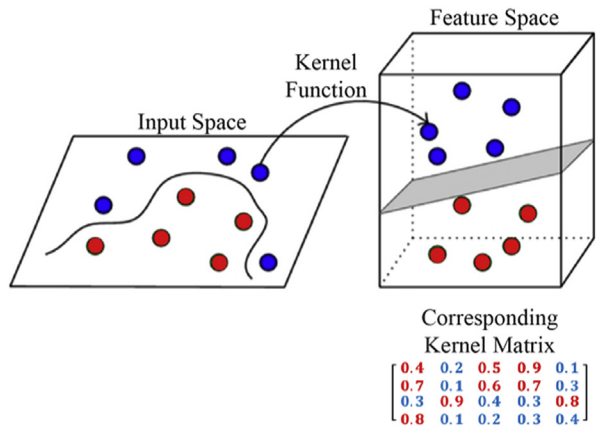 Feature Space
Kernel
Function
Input Space
Corresponding
Kernel Matrix
0.4 0.2 0.5 0.9 0.1
0.7 0.1 0.6 0.7 0.3
0.3 0.9 0.4 0.3 0.8
0.8 0.1 0.2 0.3 0.4